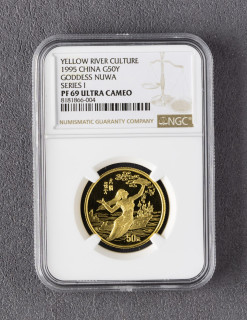 YELLOW RIVER CULTURE
1995 CHINA G50Y
GODDESS NUWA
SERIES I
PF 69 ULTRA CAMEO
8181866-004
NUMISMATIC GUARANTY COMPANY
NGC
50元